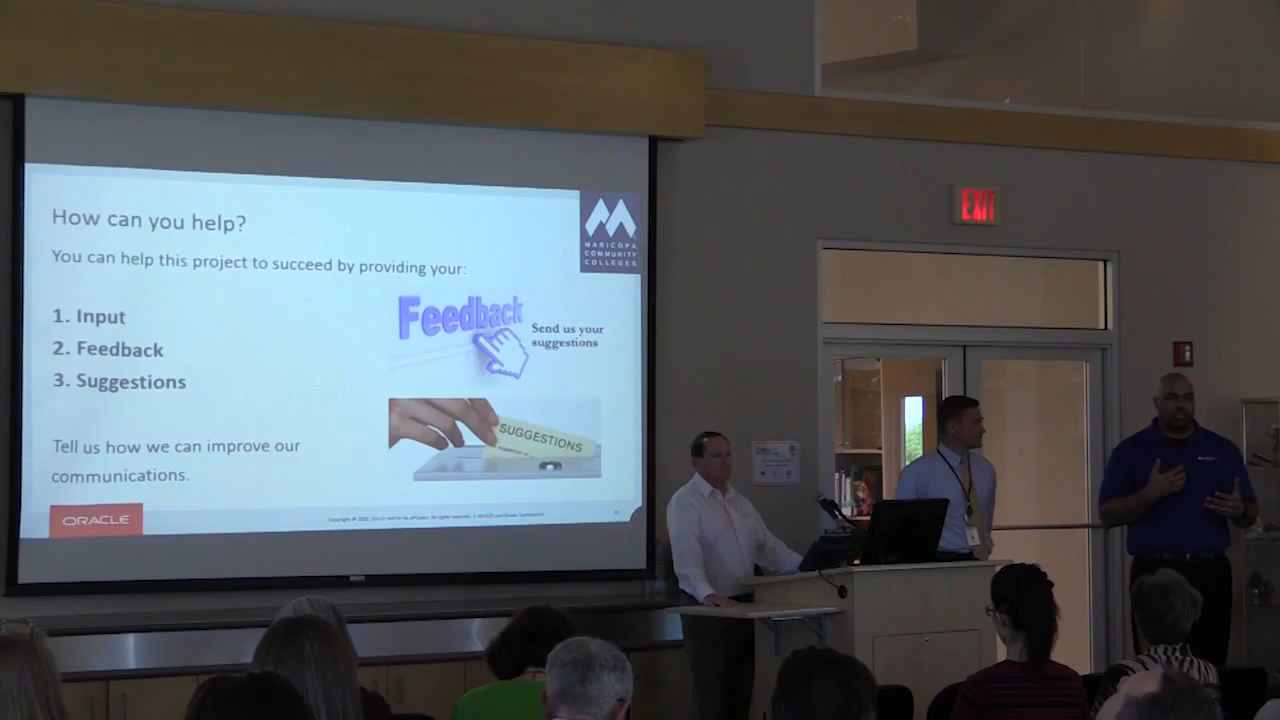 How can you help?
You can help this project to succeed by providing your:
1. Input
2. Feedback
3. Suggestions
Tell us how we can improve our
communications.
Feedback
Send us your
suggestions
SUGGESTIONS
MARICOPA
COMMUNITY
COLLEGES
ORACLE
EXIT